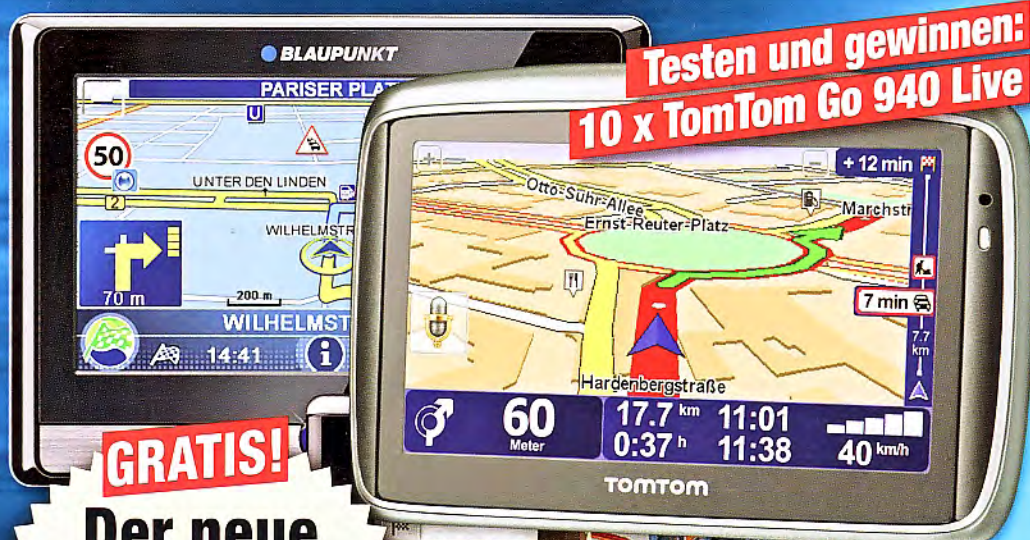 BLAUPUNKT
PARISER PLAT
U
50
UNTER DEN LINDEN
2
WILHELMSTR
70 m
200 m
WILHELMST
14:41
i
Testen und gewinnen:
10 x TomTom Go 940 Live
+ 12 min
Otto-Suhr-Allee
Ernst-Reuter-Platz
Marchst
7 min
7.7
km
Hardenbergstraße
60
Meter
17.7 km 11:01
0:37 h 11:38
40 km/h
TOMTOM
GRATIS!
Der neue